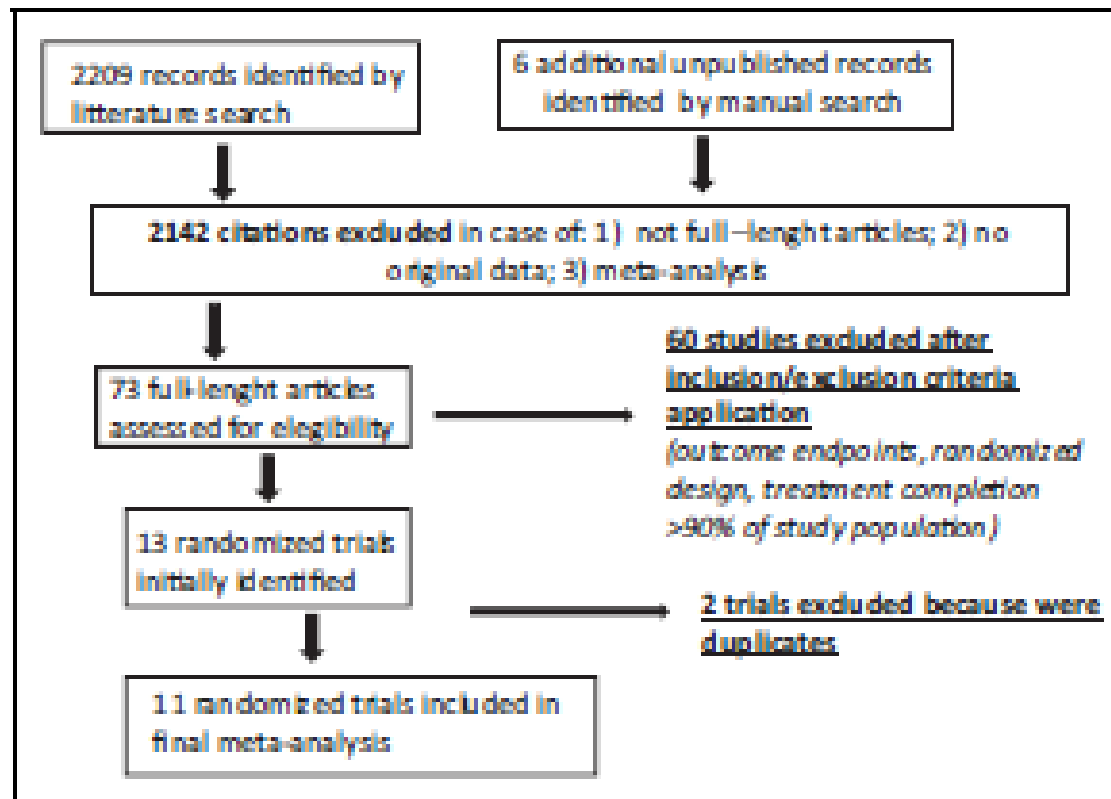 2209 records identified by
litterature search
6 additional unpublished records
identified by manual search
2142 citations excluded in case of: 1) not full–lenght articles; 2) no
original data; 3) meta-analysis
73 full-lenght articles
assessed for elegibility
60 studies excluded after
inclusion/exclusion criteria
application
(outcome endpoints, randomized
design, treatment completion
>90% of study population)
13 randomized trials
initially identified
2 trials excluded because were
duplicates
11 randomized trials included in
final meta-analysis